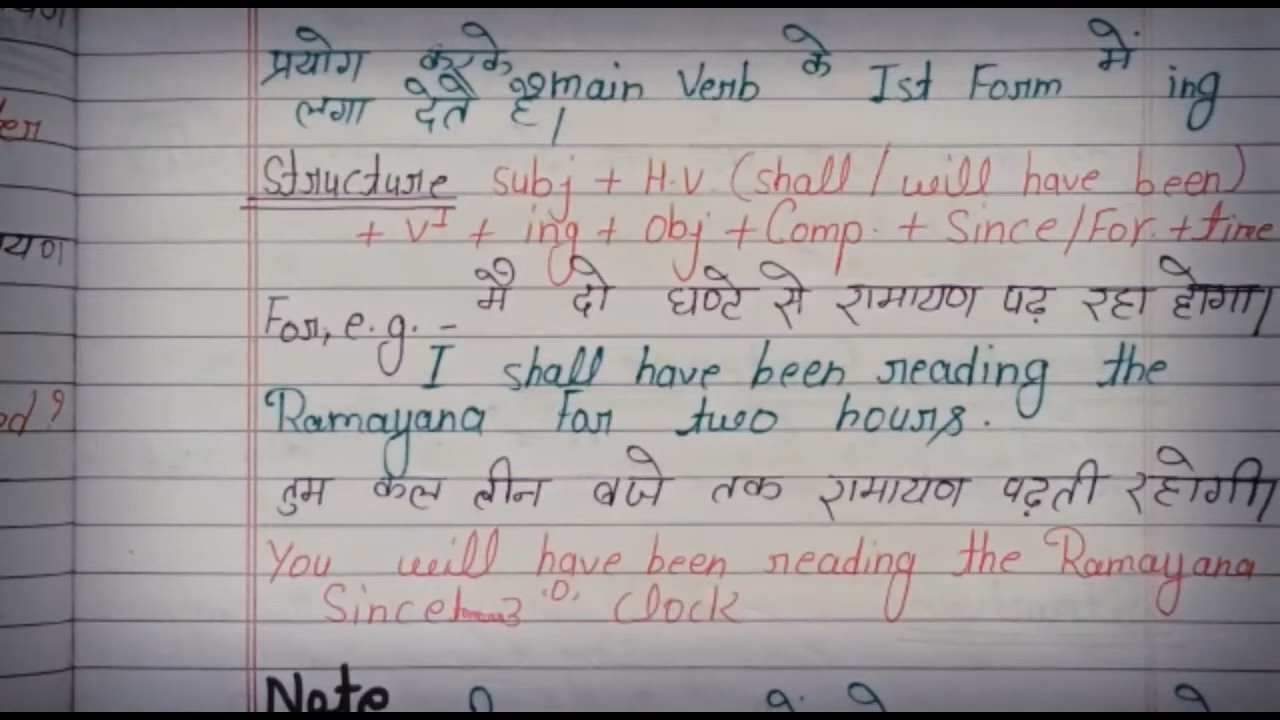 प्रयोग करके main Verb के Ist Form में ing
लगा देते है।
Structure subj + H.V. (shall / will have been)
+ V^I + ing + Obj + Comp. + Since/For. + time
For, e.g. - मै दो घण्टे से रामायण पढ़ रहा होगा।
I shall have been reading the
Ramayana For two hours.
तुम कल तीन बजे तक रामायण पढ़ती रहोगी।
You will have been reading the Ramayana
Since 3 'O' Clock
Note